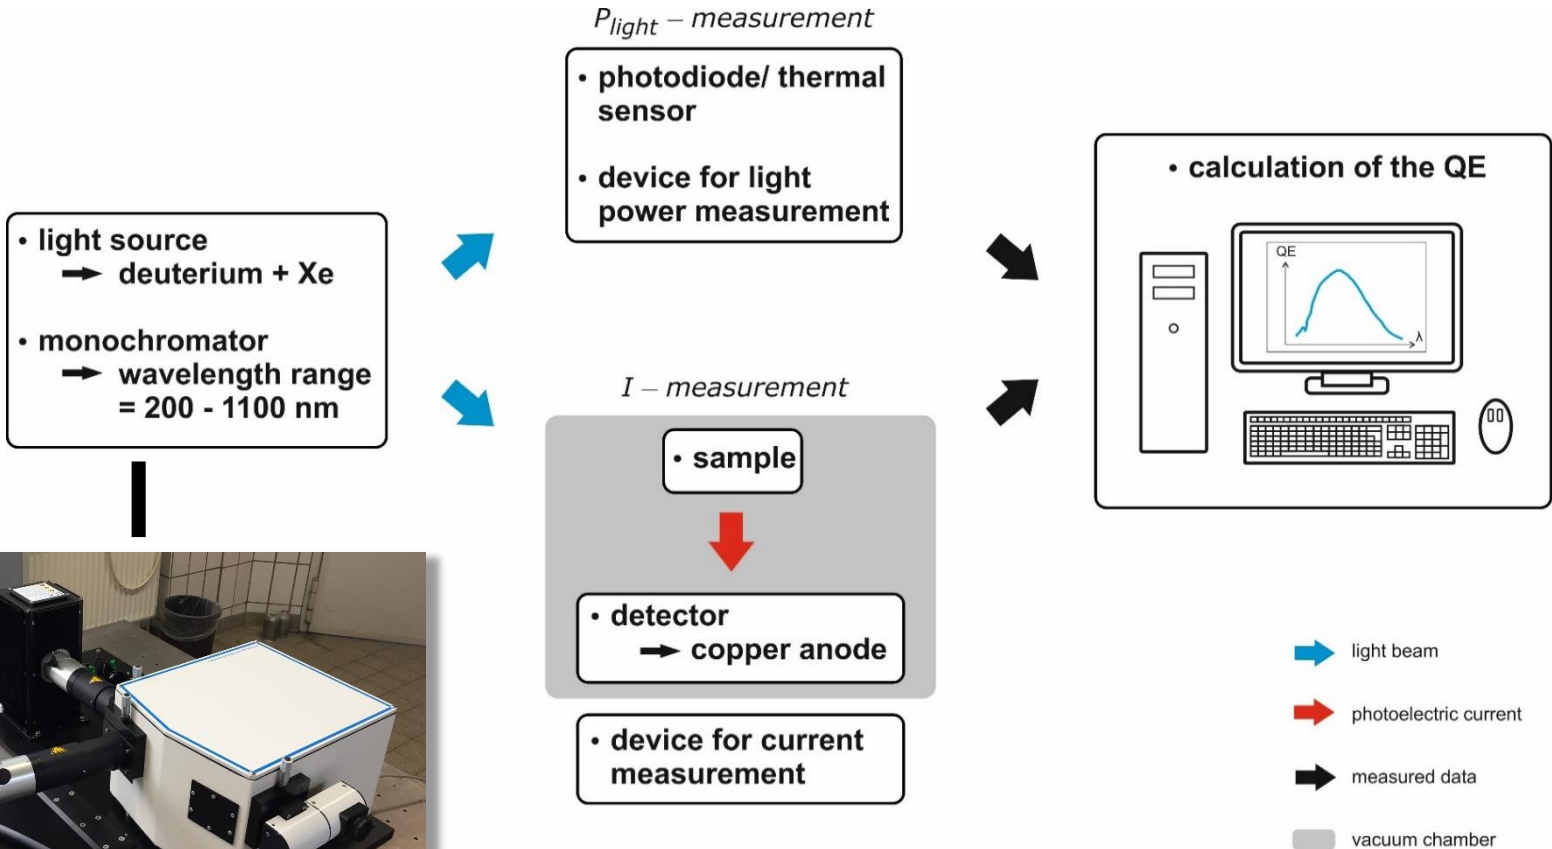 P_light – measurement
• photodiode/ thermal
sensor
• device for light
power measurement
• light source
➞ deuterium + Xe
• monochromator
➞ wavelength range
= 200 - 1100 nm
I – measurement
• sample
• detector
➞ copper anode
• device for current
measurement
• calculation of the QE
QE
λ
light beam
photoelectric current
measured data
vacuum chamber